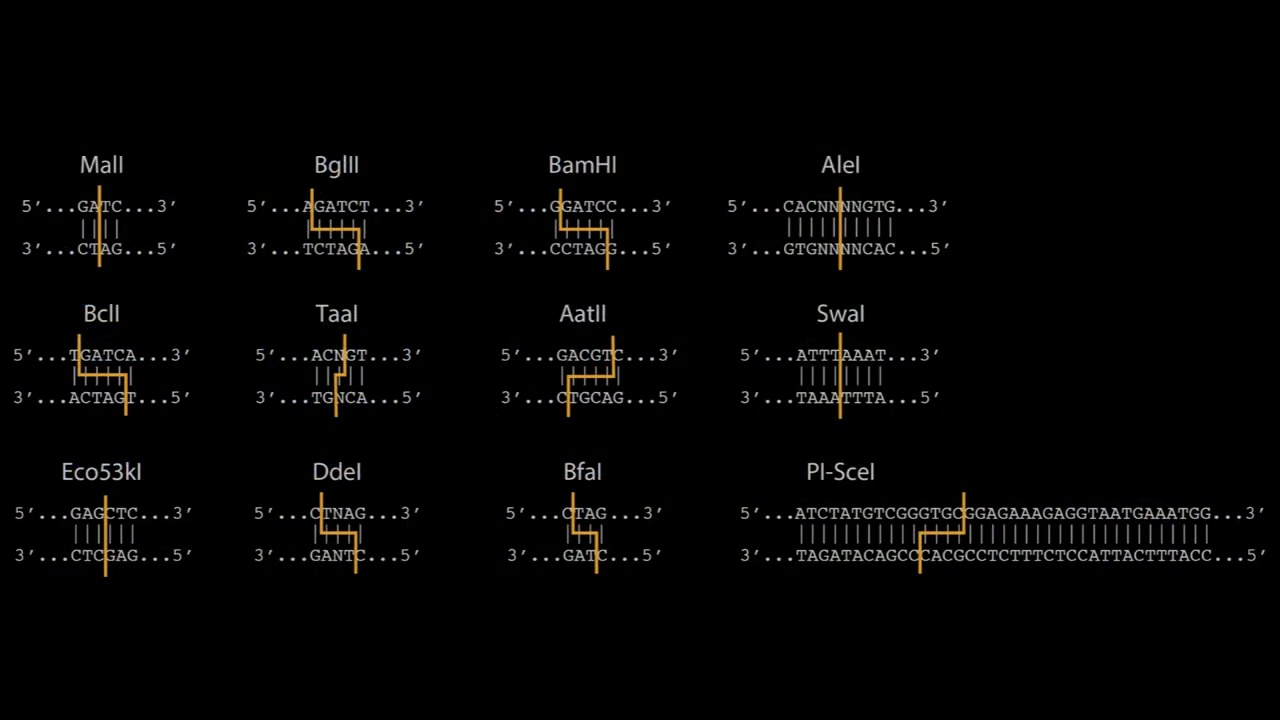 MalI BglII BamHI AleI
5’...GATC...3’ 5’...AGATCT...3’ 5’...GGATCC...3’ 5’...CACNNNNGTG...3’
3’...CTAG...5’ 3’...TCTAGA...5’ 3’...CCTAGG...5’ 3’...GTGNNNNCAC...5’
BclI TaaI AatII SwaI
5’...TGATCA...3’ 5’...ACNGT...3’ 5’...GACGTC...3’ 5’...ATTTAAAT...3’
3’...ACTAGT...5’ 3’...TGNCA...5’ 3’...CTGCAG...5’ 3’...TAAATTTA...5’
Eco53kI DdeI BfaI PI-SceI
5’...GAGCTC...3’ 5’...CTNAG...3’ 5’...CTAG...3’ 5’...ATCTATGTCGGGTGCGGAGAAAGAGGTAATGAAATGG...3’
3’...CTCGAG...5’ 3’...GANTC...5’ 3’...GATC...5’ 3’...TAGATACAGCCCACGCCTCTTTCTCCATTACTTTACC...5’